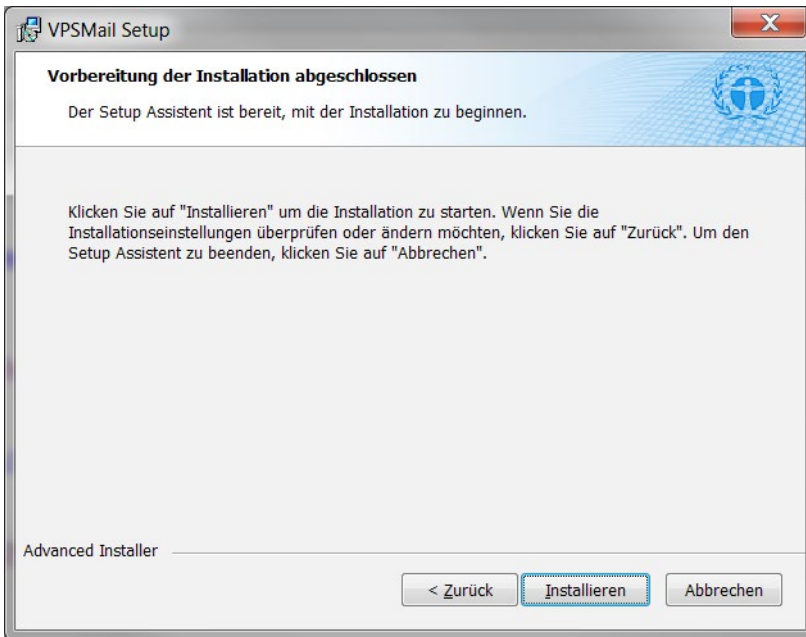 VPSMail Setup
Vorbereitung der Installation abgeschlossen
Der Setup Assistent ist bereit, mit der Installation zu beginnen.
Klicken Sie auf "Installieren" um die Installation zu starten. Wenn Sie die
Installationseinstellungen überprüfen oder ändern möchten, klicken Sie auf "Zurück". Um den
Setup Assistent zu beenden, klicken Sie auf "Abbrechen".
Advanced Installer
< Zurück Installieren Abbrechen